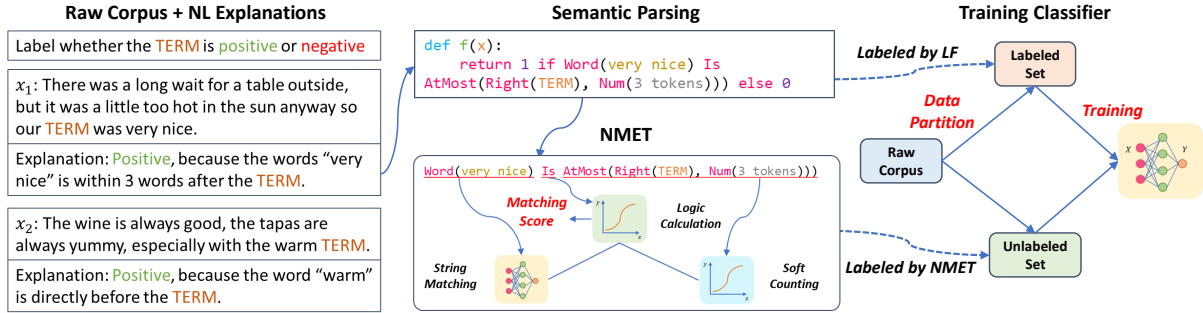 Raw Corpus + NL Explanations
Label whether the TERM is positive or negative
x₁: There was a long wait for a table outside,
but it was a little too hot in the sun anyway so
our TERM was very nice.
Explanation: Positive, because the words “very
nice” is within 3 words after the TERM.
x₂: The wine is always good, the tapas are
always yummy, especially with the warm TERM.
Explanation: Positive, because the word “warm”
is directly before the TERM.
Semantic Parsing
def f(x):
return 1 if Word(very nice) Is
AtMost(Right(TERM), Num(3 tokens))) else 0
NMET
Word(very nice) Is AtMost(Right(TERM), Num(3 tokens)))
Matching
Score
y
x
Logic
Calculation
String
Matching
y
x
Soft
Counting
Training Classifier
Labeled by LF
Labeled
Set
Data
Partition
Training
Raw
Corpus
X
Y
Labeled by NMET
Unlabeled
Set